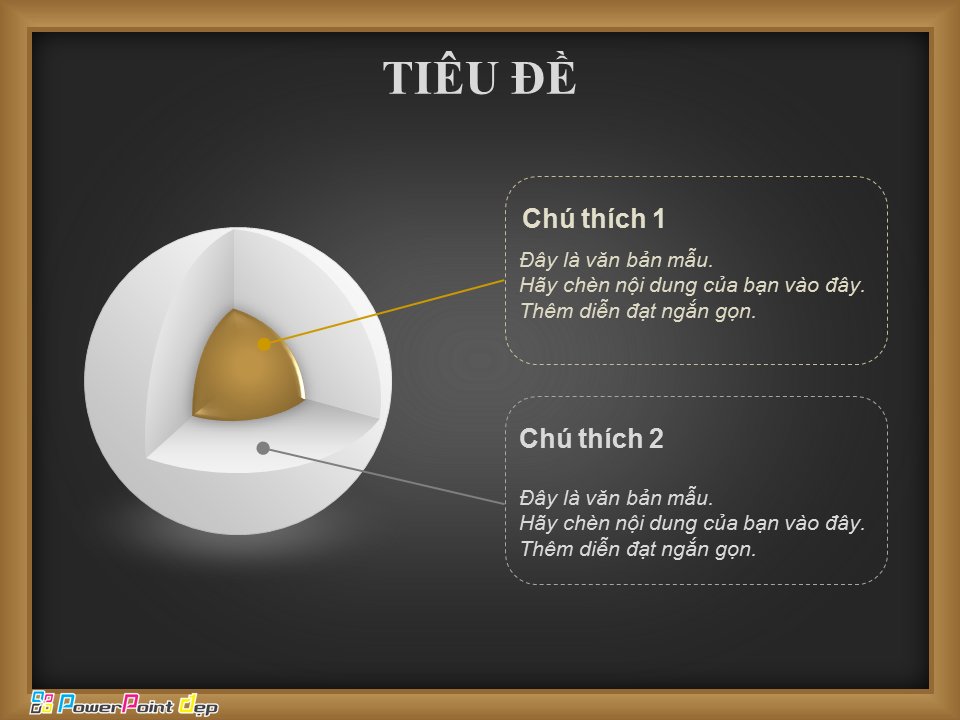 TIÊU ĐỀ
Chú thích 1
Đây là văn bản mẫu.
Hãy chèn nội dung của bạn vào đây.
Thêm diễn đạt ngắn gọn.
Chú thích 2
Đây là văn bản mẫu.
Hãy chèn nội dung của bạn vào đây.
Thêm diễn đạt ngắn gọn.
PowerPoint đẹp